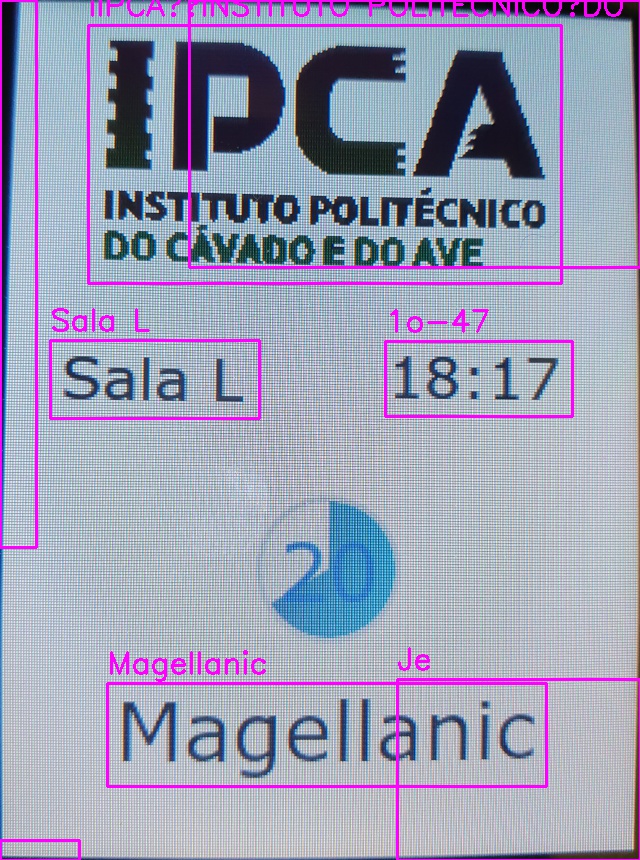 IIPCA??INSTITUTO POLITÉCNICO?DO
IPCA
INSTITUTO POLITÉCNICO
DO CÁVADO E DO AVE
Sala L 1o-47
Sala L 18:17
20
Magellanic Je
Magellanic